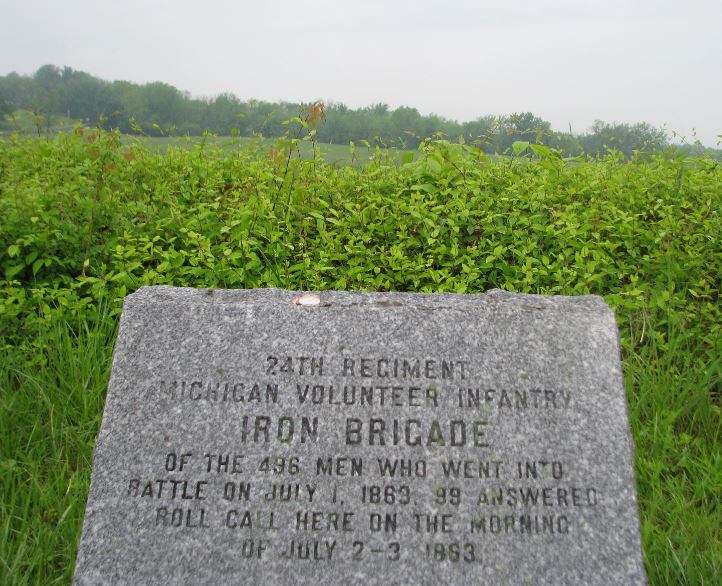 24TH REGIMENT
MICHIGAN VOLUNTEER INFANTRY
IRON BRIGADE
OF THE 496 MEN WHO WENT INTO
BATTLE ON JULY 1, 1863, 99 ANSWERED
ROLL CALL HERE ON THE MORNING
OF JULY 2-3 1863.